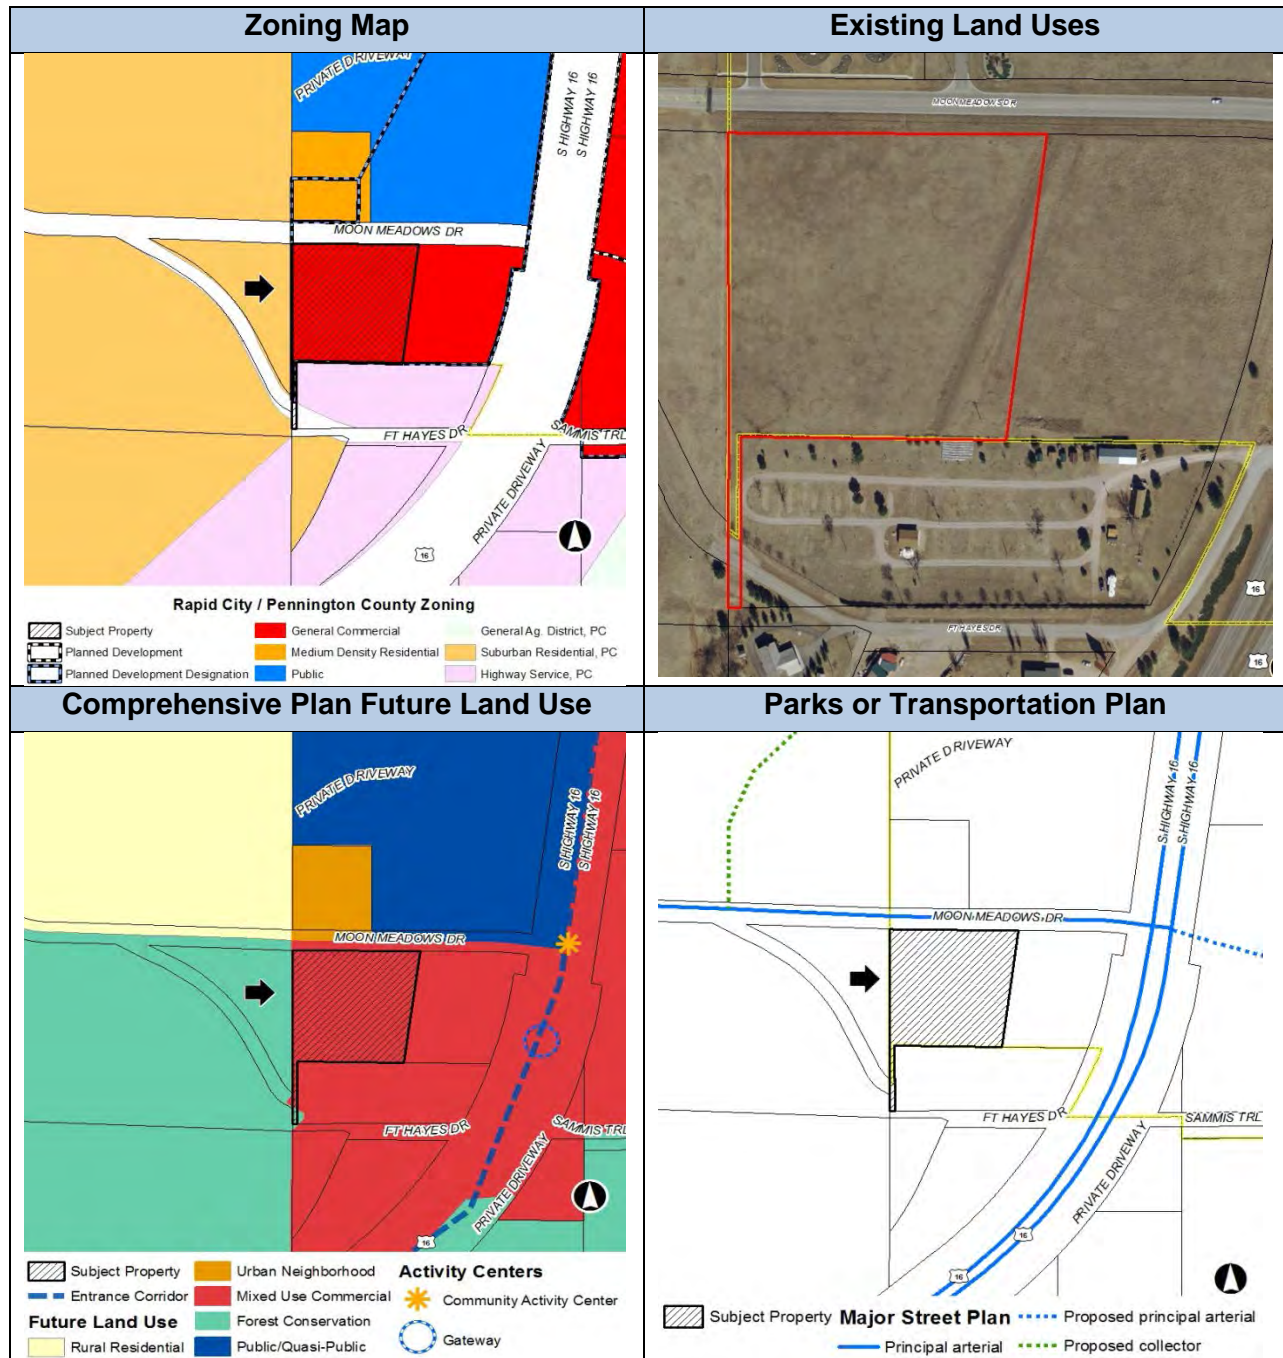 Zoning Map
Existing Land Uses
PRIVATE DRIVEWAY
S HIGHWAY 16
S HIGHWAY 16
MOON MEADOWS DR
FT HAYES DR
SAMMIS TRL
PRIVATE DRIVEWAY
16
Rapid City / Pennington County Zoning
Subject Property
General Commercial
General Ag. District, PC
Planned Development
Medium Density Residential
Suburban Residential, PC
Planned Development Designation
Public
Highway Service, PC
MOON MEADOWS DR
16
FT HAYES DR
16
Comprehensive Plan Future Land Use
Parks or Transportation Plan
PRIVATE DRIVEWAY
S HIGHWAY 16
S HIGHWAY 16
MOON MEADOWS DR
FT HAYES DR
SAMMIS TRL
PRIVATE DRIVEWAY
16
Subject Property
Urban Neighborhood
Activity Centers
Entrance Corridor
Mixed Use Commercial
Community Activity Center
Future Land Use
Forest Conservation
Gateway
Rural Residential
Public/Quasi-Public
PRIVATE DRIVEWAY
S HIGHWAY 16
S HIGHWAY 16
MOON MEADOWS DR
FT HAYES DR
SAMMIS TRL
PRIVATE DRIVEWAY
16
16
Subject Property
Major Street Plan
Proposed principal arterial
Principal arterial
Proposed collector